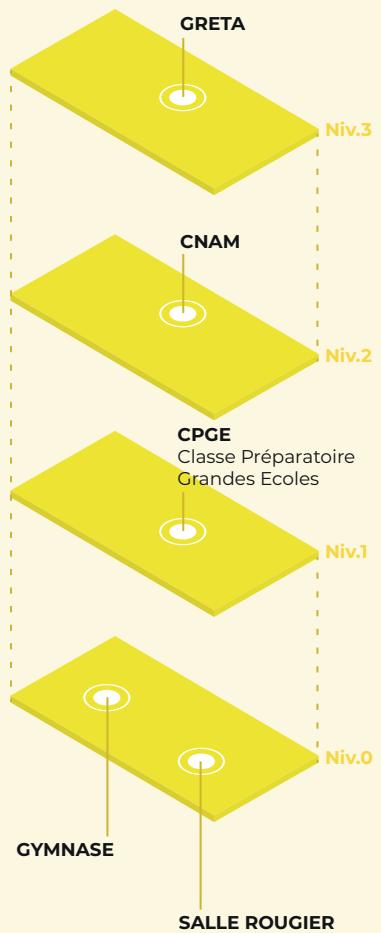 GRETA
Niv.3
CNAM
Niv.2
CPGE
Classe Préparatoire
Grandes Ecoles
Niv.1
Niv.0
GYMNASE
SALLE ROUGIER